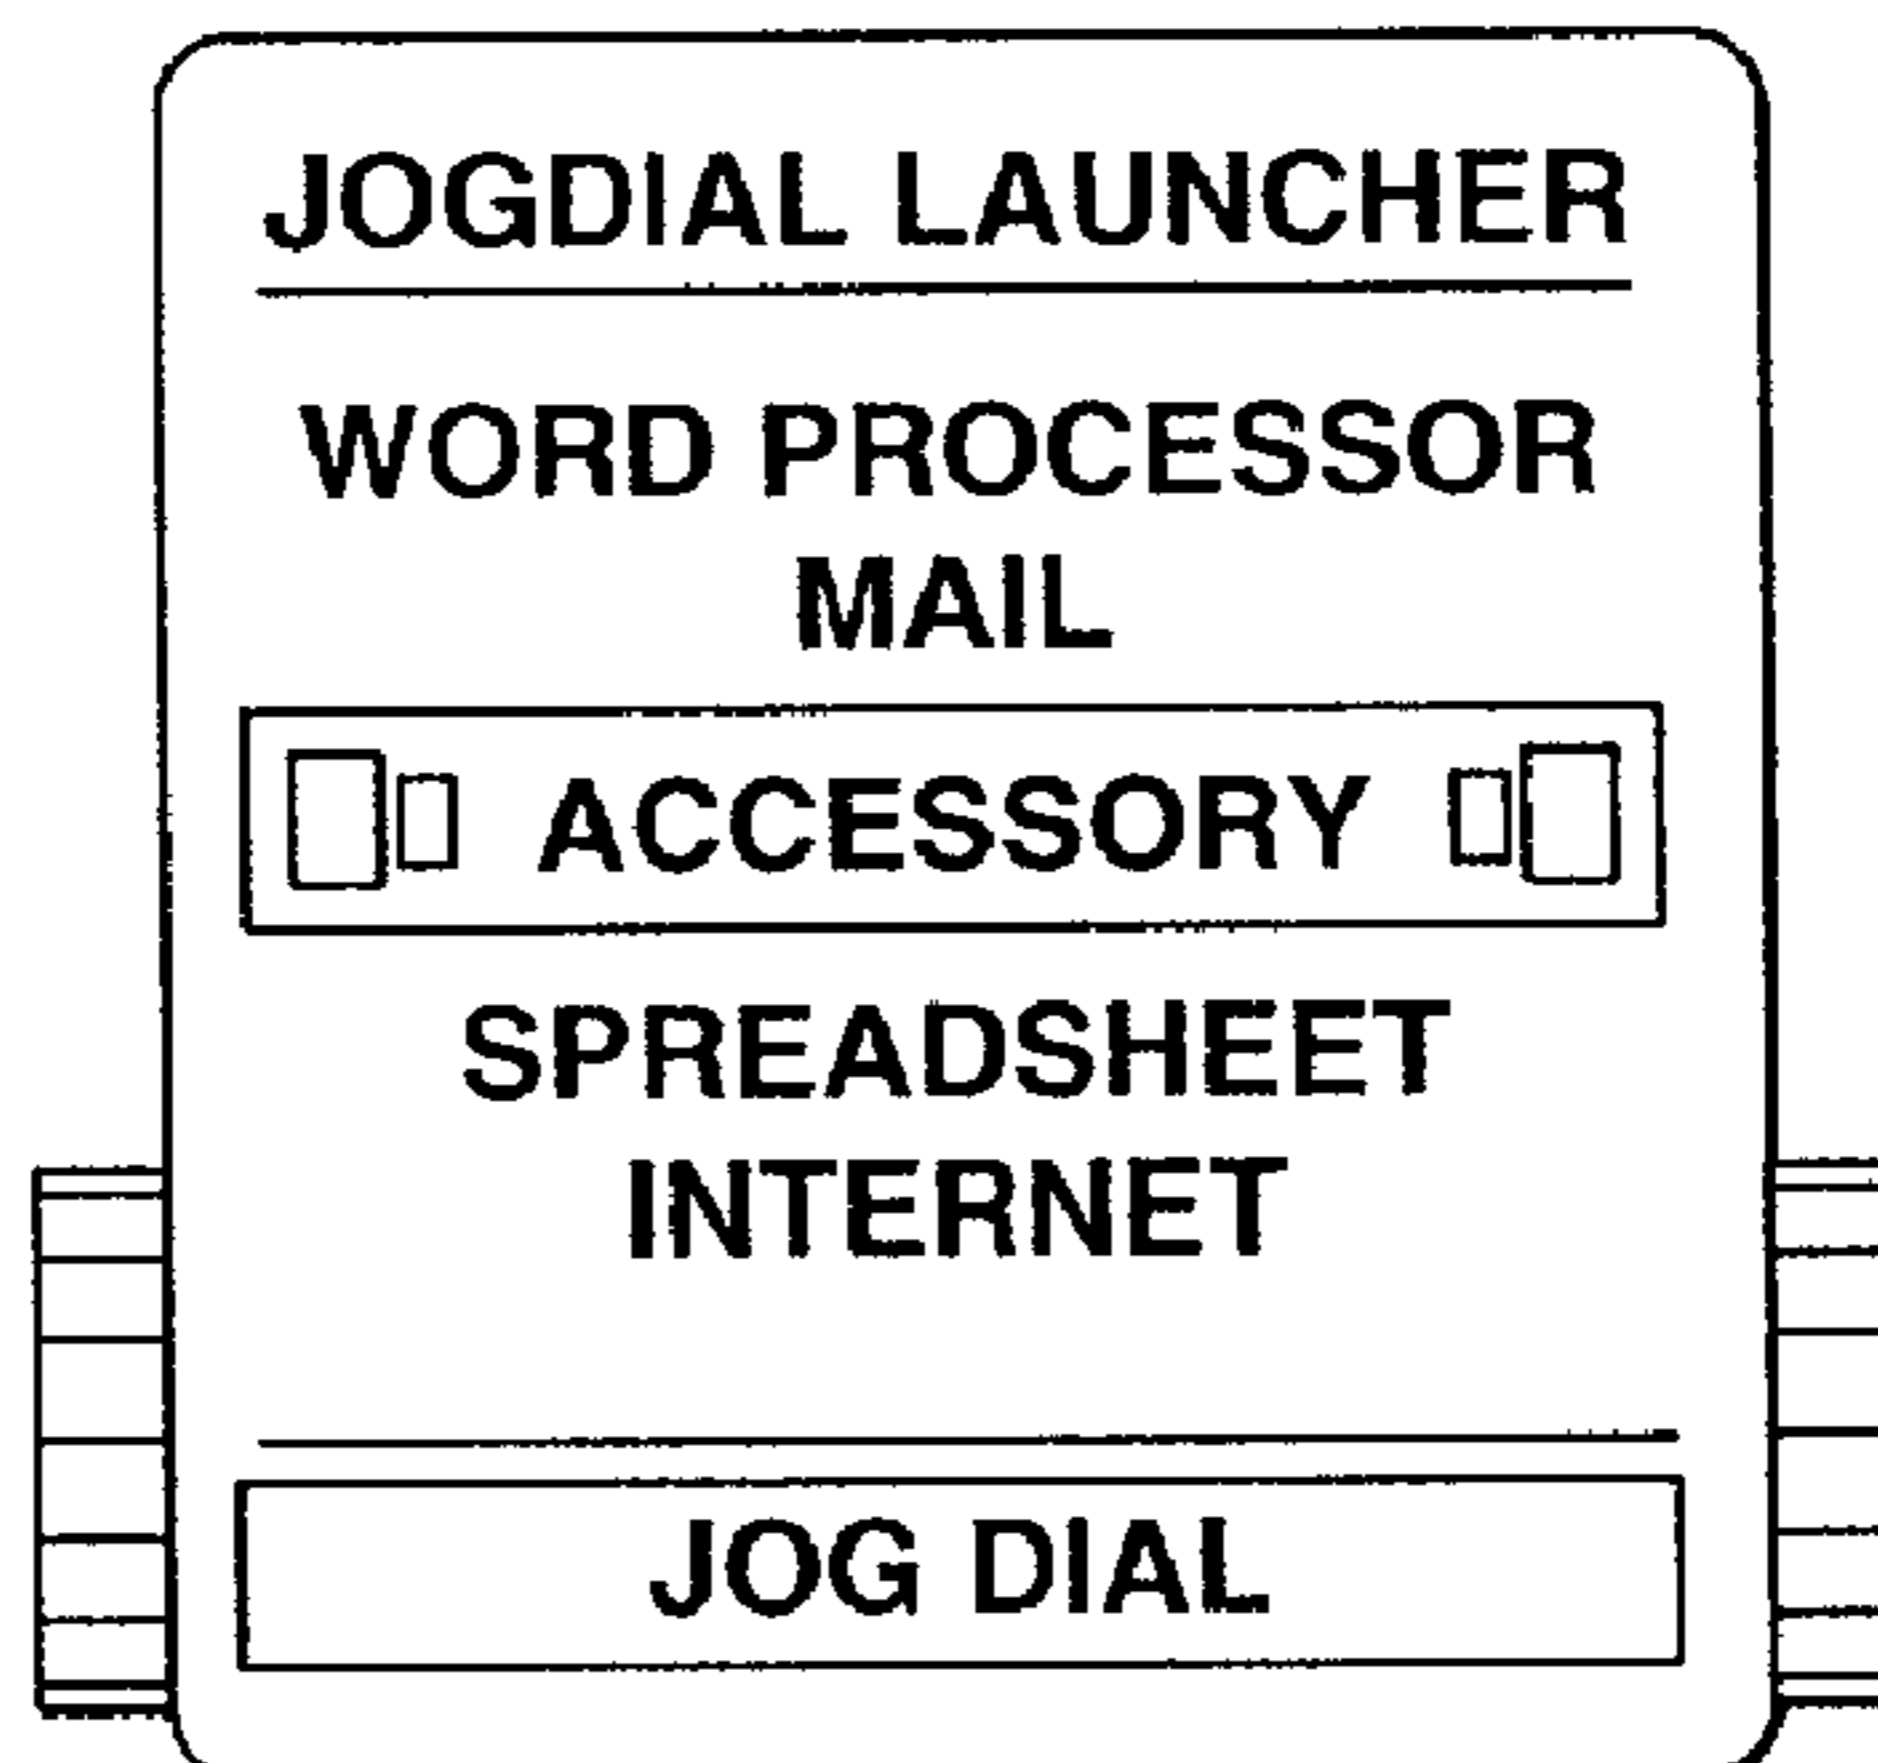 JOGDIAL LAUNCHER
WORD PROCESSOR
MAIL
ACCESSORY
SPREADSHEET
INTERNET
JOG DIAL